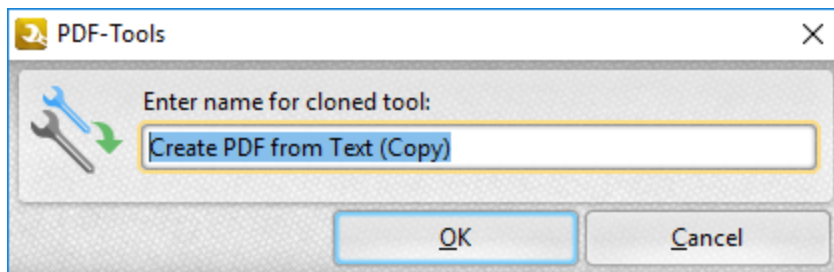 PDF-Tools
Enter name for cloned tool:
Create PDF from Text (Copy)
OK
Cancel